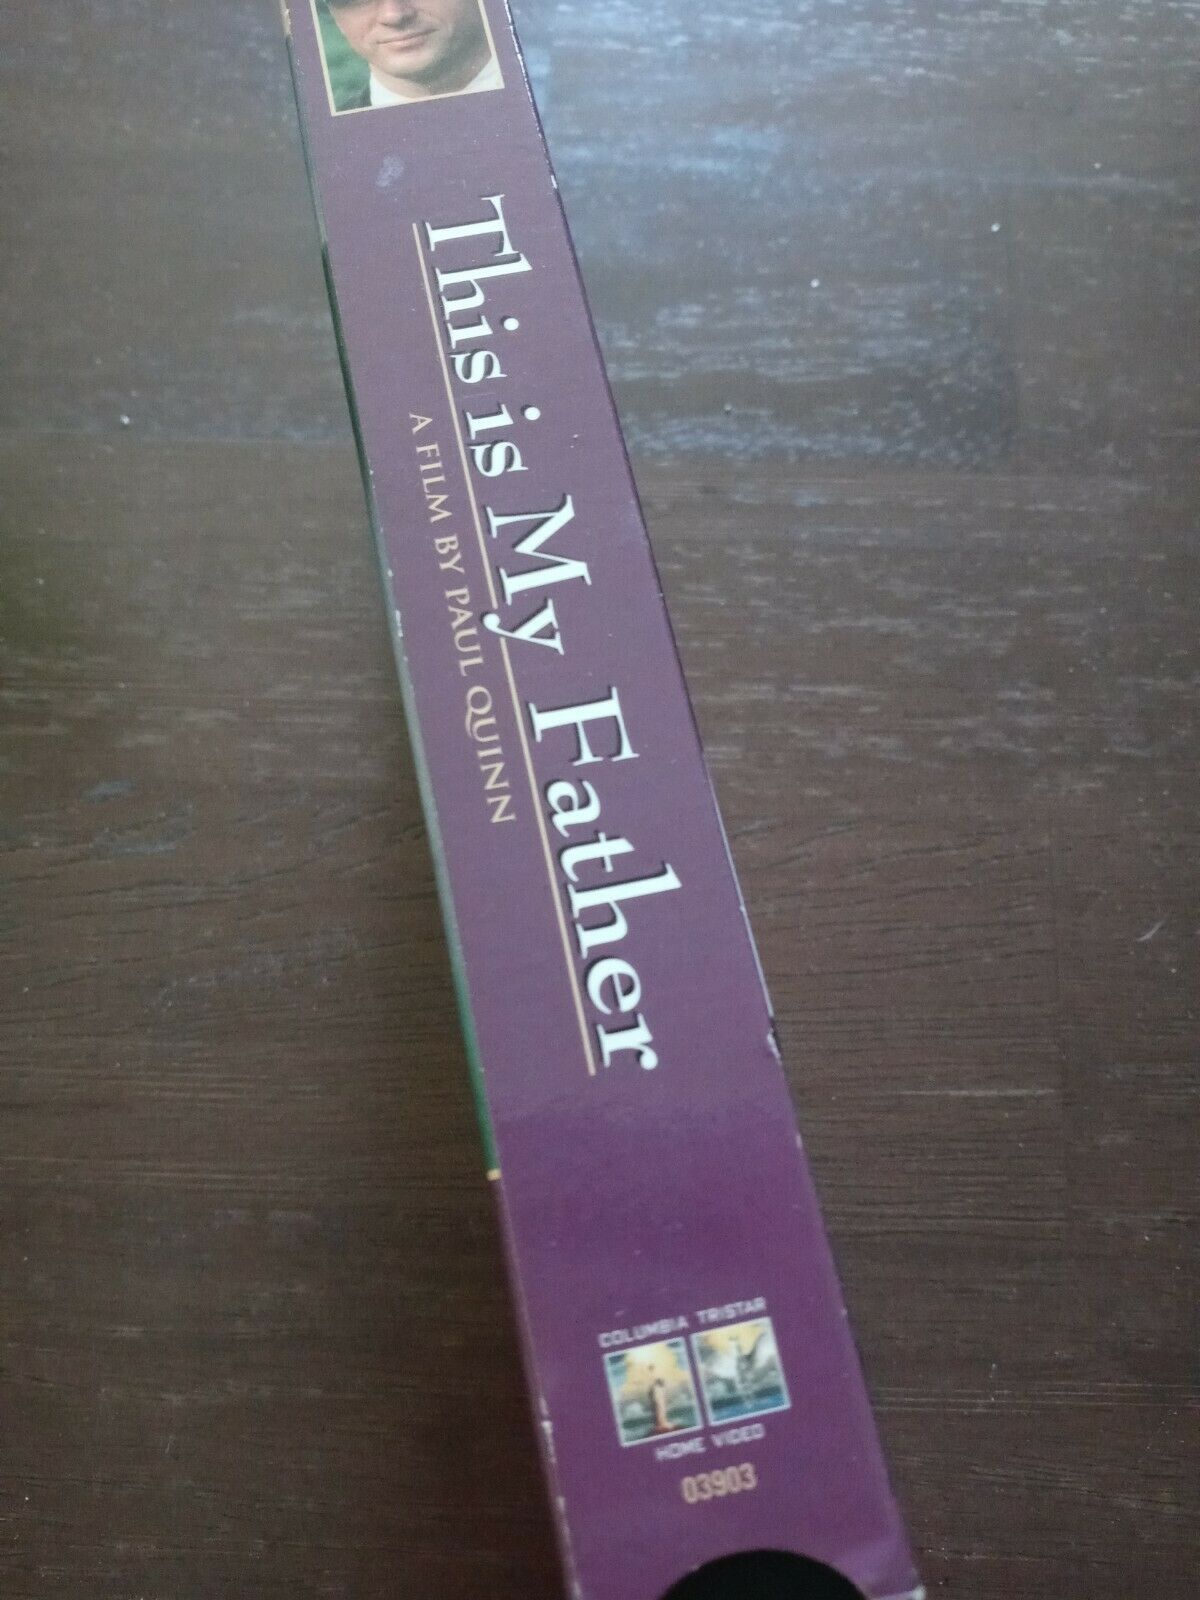 This is My Father
A FILM BY PAUL QUINN
COLUMBIA TRISTAR
HOME VIDEO
03903